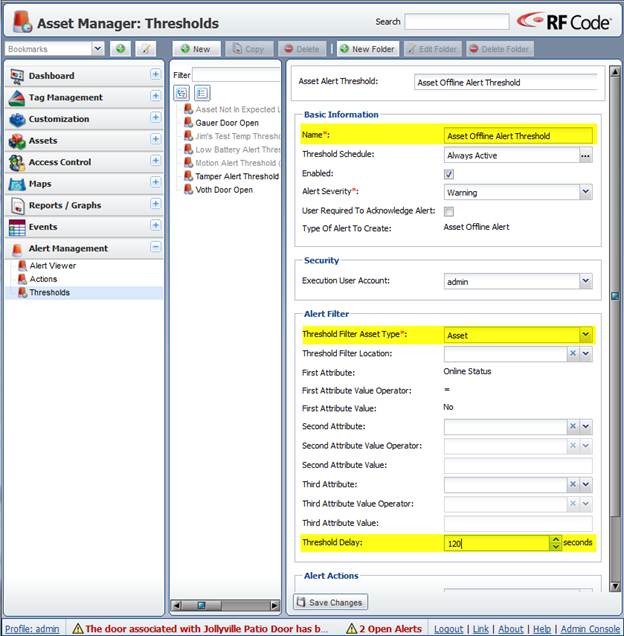 Asset Manager: Thresholds
Search
RF Code
Bookmarks
New
Copy
Delete
New Folder
Edit Folder
Delete Folder
Dashboard
Tag Management
Customization
Assets
Access Control
Maps
Reports / Graphs
Events
Alert Management
Alert Viewer
Actions
Thresholds
Filter
Asset Not In Expected L
Gauer Door Open
Jim's Test Temp Thresho
Low Battery Alert Thres
Motion Alert Threshold (
Tamper Alert Threshold
Voth Door Open
Asset Alert Threshold: Asset Offline Alert Threshold
Basic Information
Name*: Asset Offline Alert Threshold
Threshold Schedule: Always Active ...
Enabled:
Alert Severity*: Warning
User Required To Acknowledge Alert:
Type Of Alert To Create: Asset Offline Alert
Security
Execution User Account: admin
Alert Filter
Threshold Filter Asset Type*: Asset
Threshold Filter Location:
First Attribute: Online Status
First Attribute Value Operator: =
First Attribute Value: No
Second Attribute:
Second Attribute Value Operator:
Second Attribute Value:
Third Attribute:
Third Attribute Value Operator:
Third Attribute Value:
Threshold Delay: 120 seconds
Alert Actions
Save Changes
Profile: admin
The door associated with Jollyville Patio Door has b...
2 Open Alerts
Logout | Link | About | Help | Admin Console